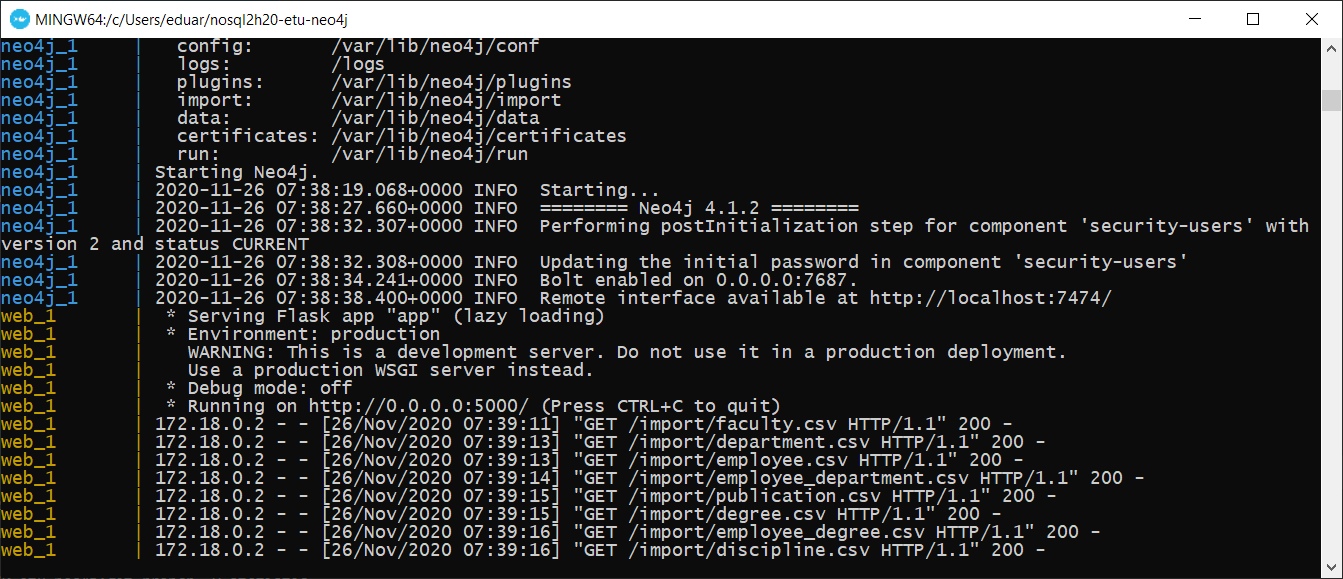 MINGW64:/c/Users/eduar/nosql2h20-etu-neo4j
neo4j_1     |   config:       /var/lib/neo4j/conf
neo4j_1     |   logs:         /logs
neo4j_1     |   plugins:      /var/lib/neo4j/plugins
neo4j_1     |   import:       /var/lib/neo4j/import
neo4j_1     |   data:         /var/lib/neo4j/data
neo4j_1     |   certificates: /var/lib/neo4j/certificates
neo4j_1     |   run:          /var/lib/neo4j/run
neo4j_1     | Starting Neo4j.
neo4j_1     | 2020-11-26 07:38:19.068+0000 INFO  Starting...
neo4j_1     | 2020-11-26 07:38:27.660+0000 INFO  ======== Neo4j 4.1.2 ========
neo4j_1     | 2020-11-26 07:38:32.307+0000 INFO  Performing postInitialization step for component 'security-users' with
version 2 and status CURRENT
neo4j_1     | 2020-11-26 07:38:32.308+0000 INFO  Updating the initial password in component 'security-users'
neo4j_1     | 2020-11-26 07:38:34.241+0000 INFO  Bolt enabled on 0.0.0.0:7687.
neo4j_1     | 2020-11-26 07:38:38.400+0000 INFO  Remote interface available at http://localhost:7474/
web_1       |  * Serving Flask app "app" (lazy loading)
web_1       |  * Environment: production
web_1       |    WARNING: This is a development server. Do not use it in a production deployment.
web_1       |    Use a production WSGI server instead.
web_1       |  * Debug mode: off
web_1       |  * Running on http://0.0.0.0:5000/ (Press CTRL+C to quit)
web_1       | 172.18.0.2 - - [26/Nov/2020 07:39:11] "GET /import/faculty.csv HTTP/1.1" 200 -
web_1       | 172.18.0.2 - - [26/Nov/2020 07:39:13] "GET /import/department.csv HTTP/1.1" 200 -
web_1       | 172.18.0.2 - - [26/Nov/2020 07:39:13] "GET /import/employee.csv HTTP/1.1" 200 -
web_1       | 172.18.0.2 - - [26/Nov/2020 07:39:14] "GET /import/employee_department.csv HTTP/1.1" 200 -
web_1       | 172.18.0.2 - - [26/Nov/2020 07:39:15] "GET /import/publication.csv HTTP/1.1" 200 -
web_1       | 172.18.0.2 - - [26/Nov/2020 07:39:15] "GET /import/degree.csv HTTP/1.1" 200 -
web_1       | 172.18.0.2 - - [26/Nov/2020 07:39:16] "GET /import/employee_degree.csv HTTP/1.1" 200 -
web_1       | 172.18.0.2 - - [26/Nov/2020 07:39:16] "GET /import/discipline.csv HTTP/1.1" 200 -